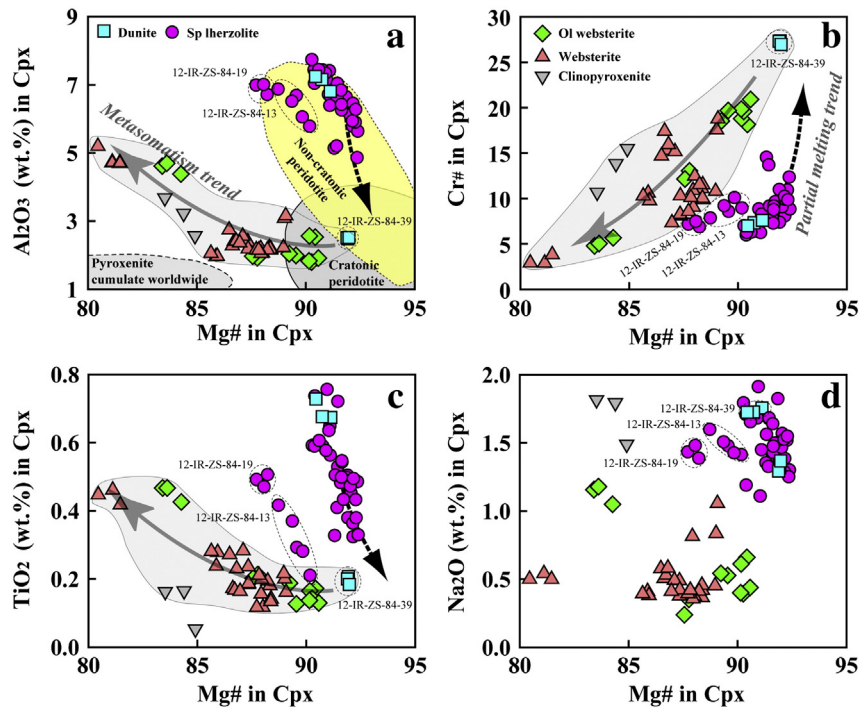 Dunite
Sp lherzolite
a
9
7
5
3
1
Al2O3 (wt.%) in Cpx
12-IR-ZS-84-19
12-IR-ZS-84-13
Metasomatism trend
Non-cratonic
peridotite
12-IR-ZS-84-39
Pyroxenite
cumulate worldwide
Cratonic
peridotite
80
85
90
95
Mg# in Cpx
Ol websterite
Websterite
Clinopyroxenite
b
30
25
20
15
10
5
0
Cr# in Cpx
12-IR-ZS-84-39
Partial melting trend
12-IR-ZS-84-19
12-IR-ZS-84-13
80
85
90
95
Mg# in Cpx
c
0.8
0.6
0.4
0.2
0.0
TiO2 (wt.%) in Cpx
12-IR-ZS-84-19
12-IR-ZS-84-13
12-IR-ZS-84-39
80
85
90
95
Mg# in Cpx
d
2.0
1.5
1.0
0.5
0.0
Na2O (wt.%) in Cpx
12-IR-ZS-84-39
12-IR-ZS-84-13
12-IR-ZS-84-19
80
85
90
95
Mg# in Cpx